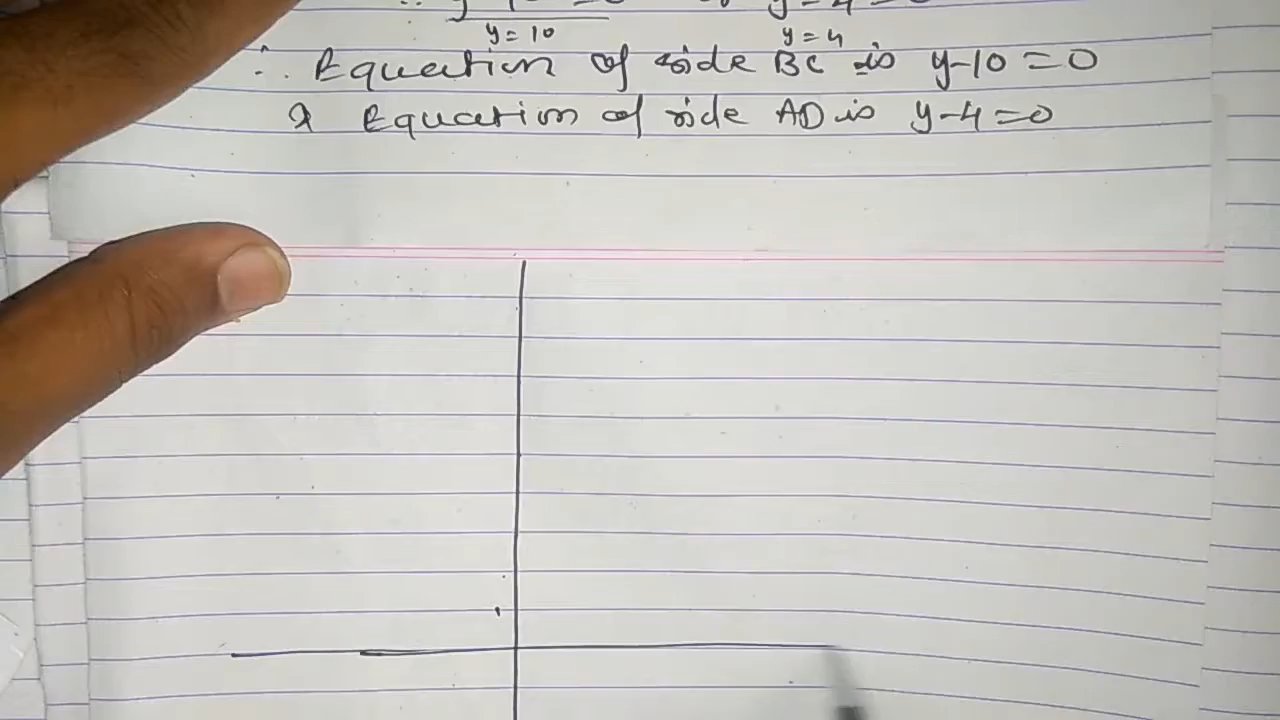 y = 10 y = 4
∴ Equation of side BC is y-10 = 0
& Equation of side AD is y-4 = 0